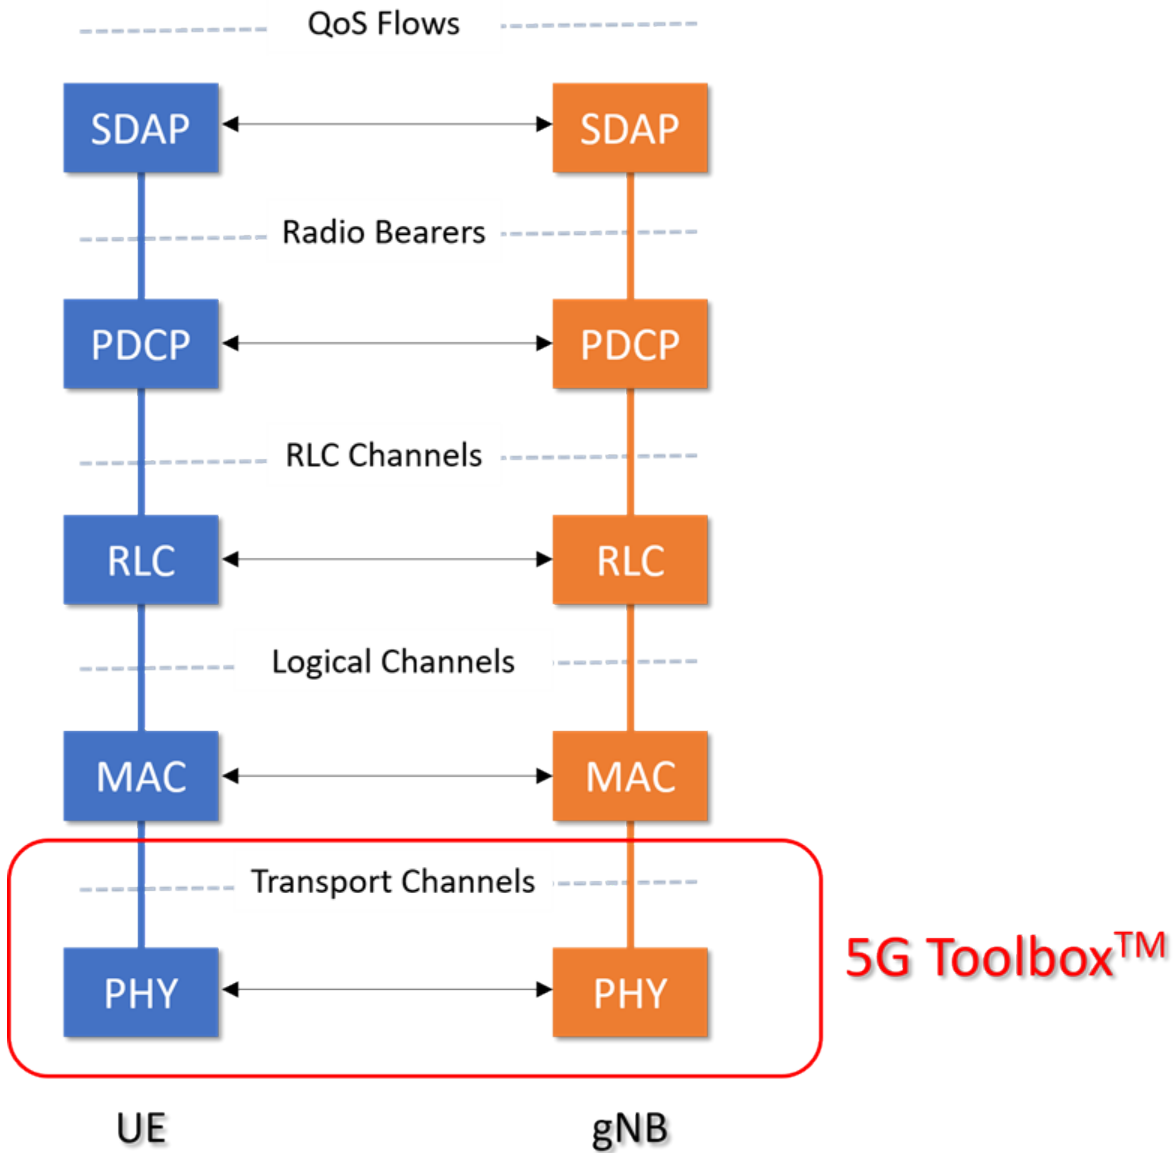 QoS Flows
SDAP SDAP
Radio Bearers
PDCP PDCP
RLC Channels
RLC RLC
Logical Channels
MAC MAC
Transport Channels
PHY PHY
5G Toolbox™
UE gNB